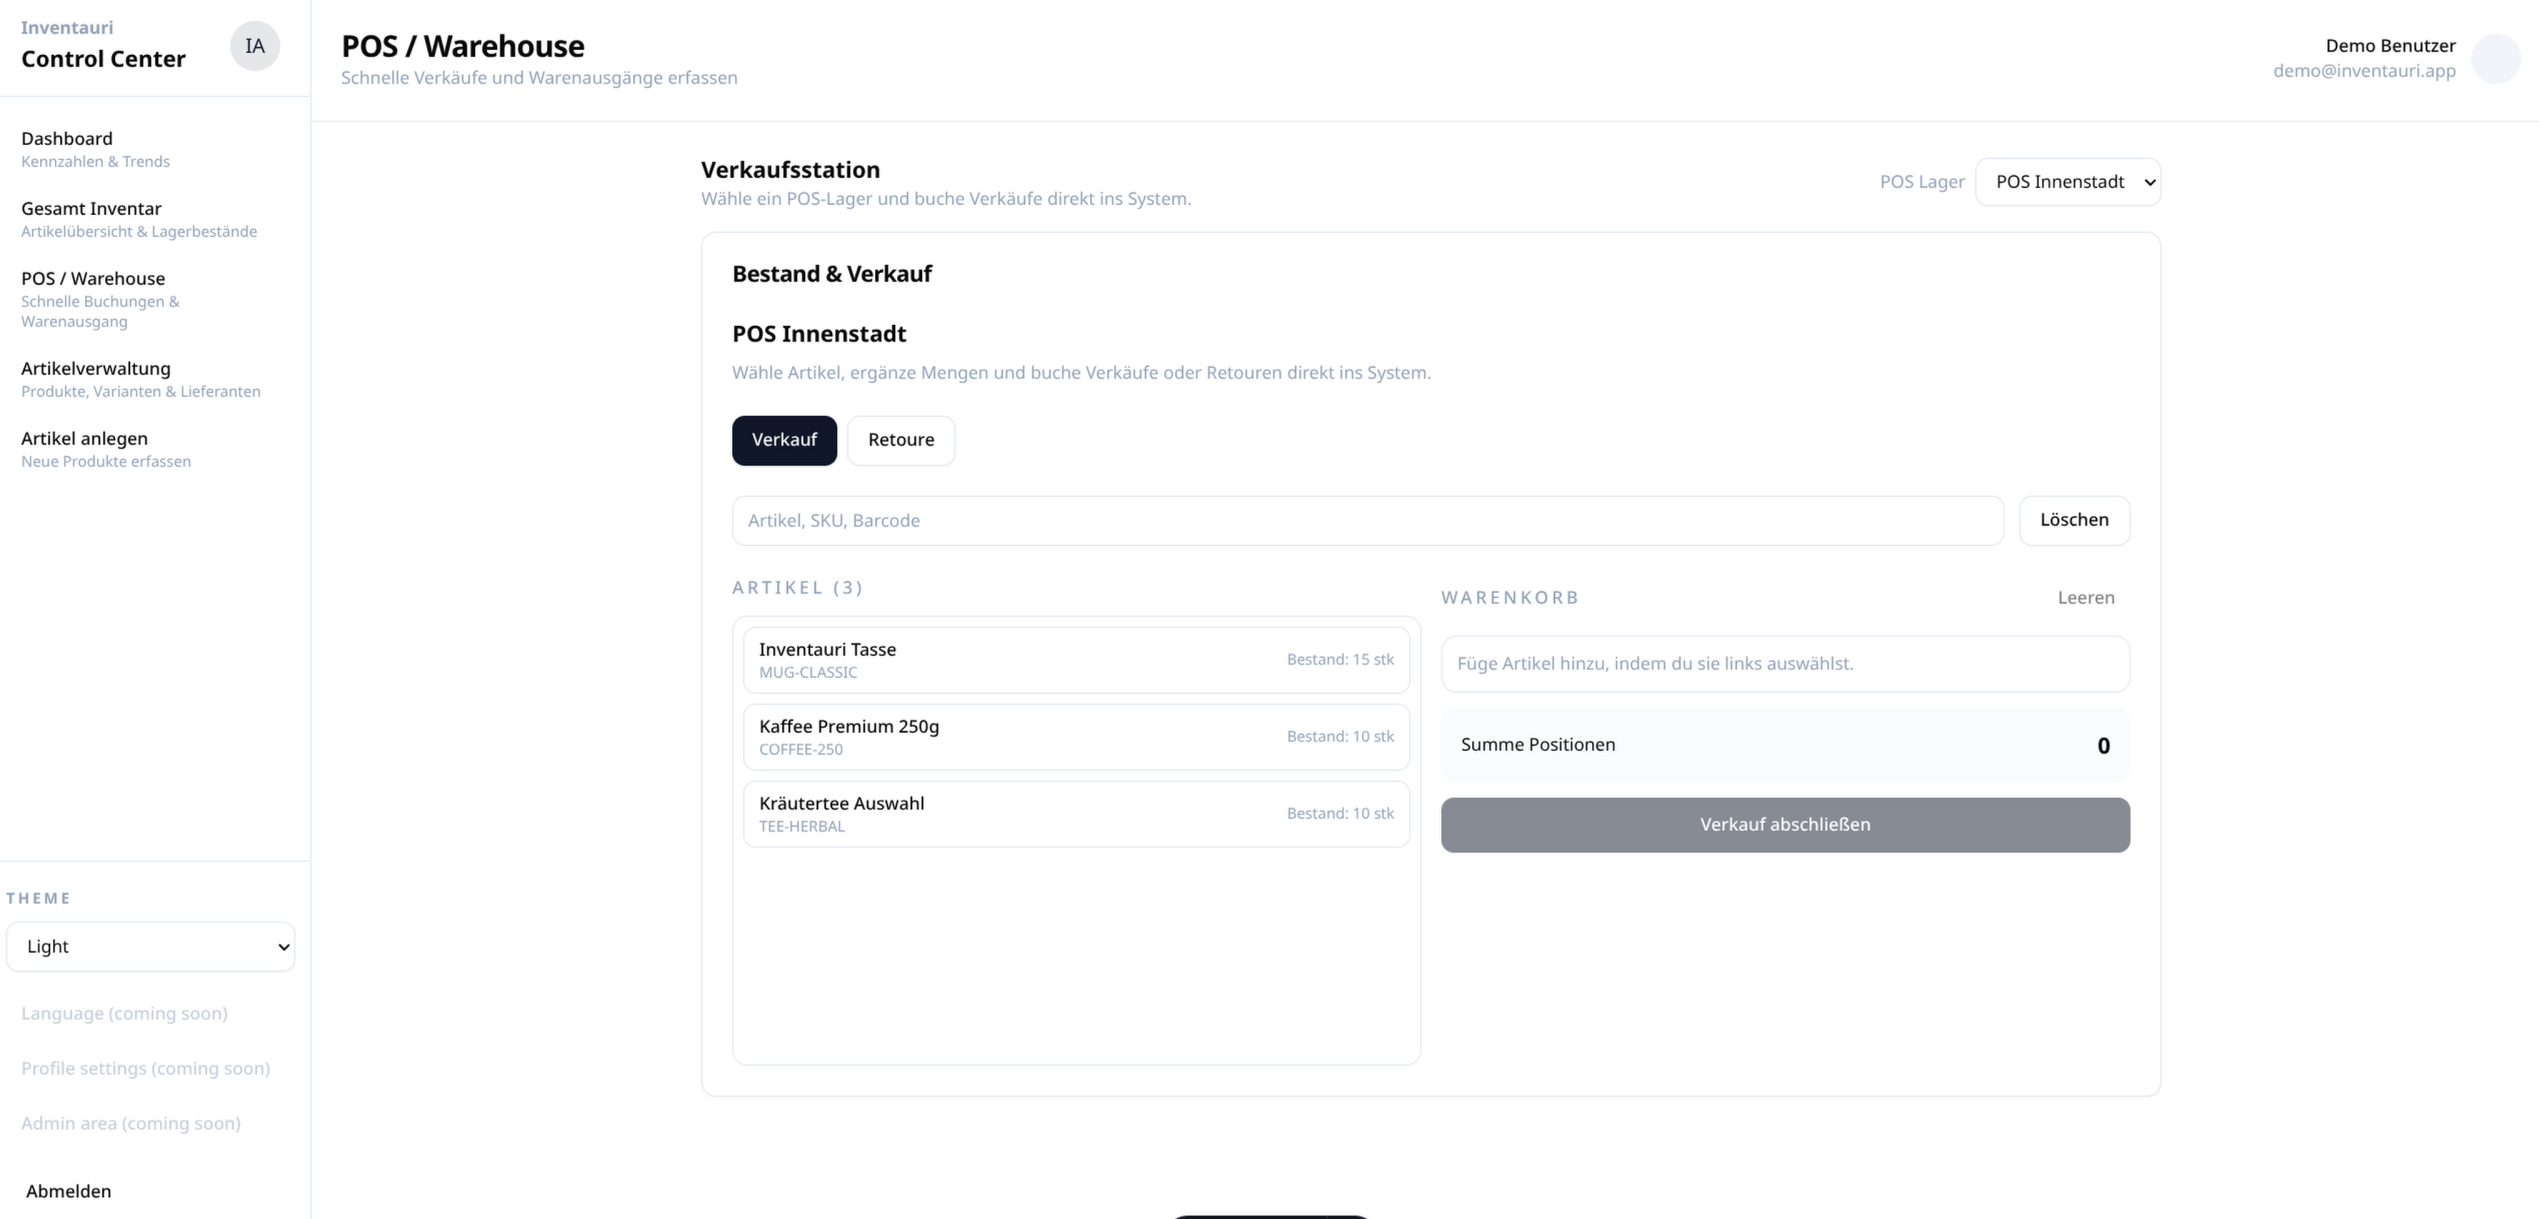 Inventauri
Control Center
IA
Dashboard
Kennzahlen & Trends
Gesamt Inventar
Artikelübersicht & Lagerbestände
POS / Warehouse
Schnelle Buchungen &
Warenausgang
Artikelverwaltung
Produkte, Varianten & Lieferanten
Artikel anlegen
Neue Produkte erfassen
THEME
Light
Language (coming soon)
Profile settings (coming soon)
Admin area (coming soon)
Abmelden
POS / Warehouse
Schnelle Verkäufe und Warenausgänge erfassen
Demo Benutzer
demo@inventauri.app
Verkaufsstation
Wähle ein POS-Lager und buche Verkäufe direkt ins System.
POS Lager
POS Innenstadt
Bestand & Verkauf
POS Innenstadt
Wähle Artikel, ergänze Mengen und buche Verkäufe oder Retouren direkt ins System.
Verkauf
Retoure
Artikel, SKU, Barcode
Löschen
ARTIKEL (3)
Inventauri Tasse
MUG-CLASSIC
Bestand: 15 stk
Kaffee Premium 250g
COFFEE-250
Bestand: 10 stk
Kräutertee Auswahl
TEE-HERBAL
Bestand: 10 stk
WARENKORB
Leeren
Füge Artikel hinzu, indem du sie links auswählst.
Summe Positionen
0
Verkauf abschließen